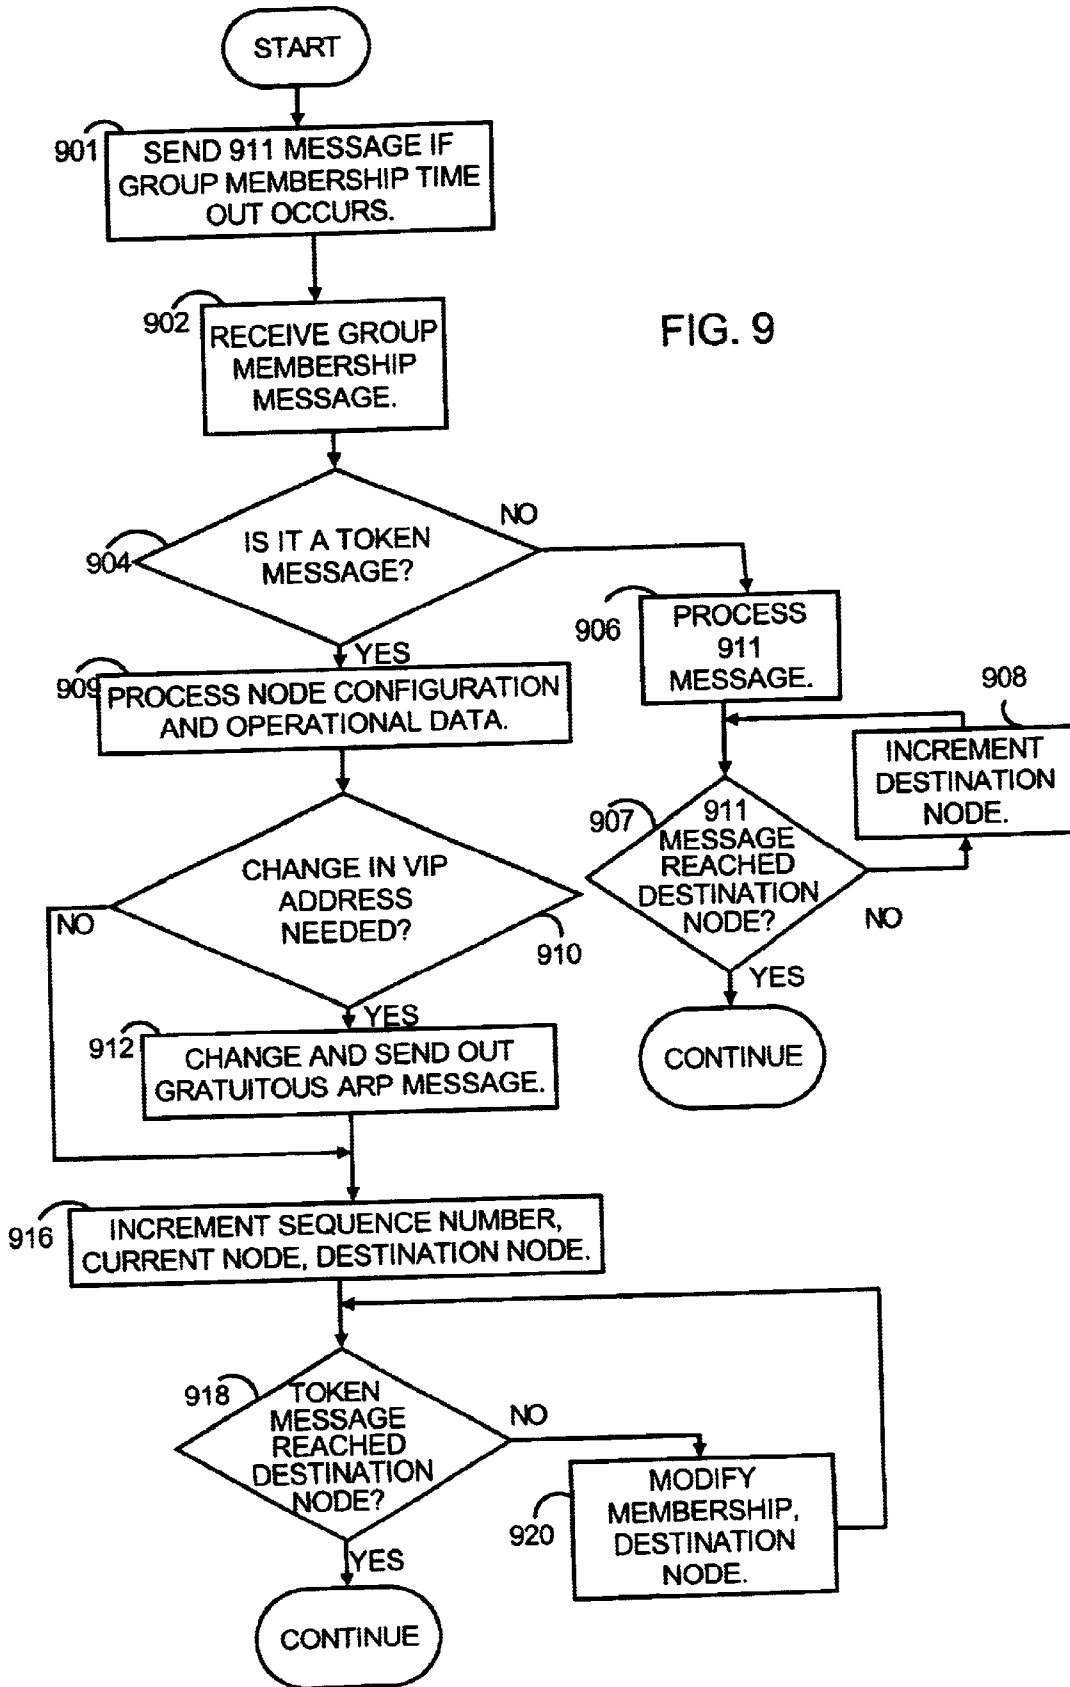 START
901
SEND 911 MESSAGE IF
GROUP MEMBERSHIP TIME
OUT OCCURS.
902
RECEIVE GROUP
MEMBERSHIP
MESSAGE.
FIG. 9
904
IS IT A TOKEN
MESSAGE?
NO
YES
906
PROCESS
911
MESSAGE.
908
INCREMENT
DESTINATION
NODE.
907
911
MESSAGE
REACHED
DESTINATION
NODE?
NO
YES
CONTINUE
909
PROCESS NODE CONFIGURATION
AND OPERATIONAL DATA.
CHANGE IN VIP
ADDRESS
NEEDED?
NO
910
YES
912
CHANGE AND SEND OUT
GRATUITOUS ARP MESSAGE.
916
INCREMENT SEQUENCE NUMBER,
CURRENT NODE, DESTINATION NODE.
918
TOKEN
MESSAGE
REACHED
DESTINATION
NODE?
NO
920
MODIFY
MEMBERSHIP,
DESTINATION
NODE.
YES
CONTINUE